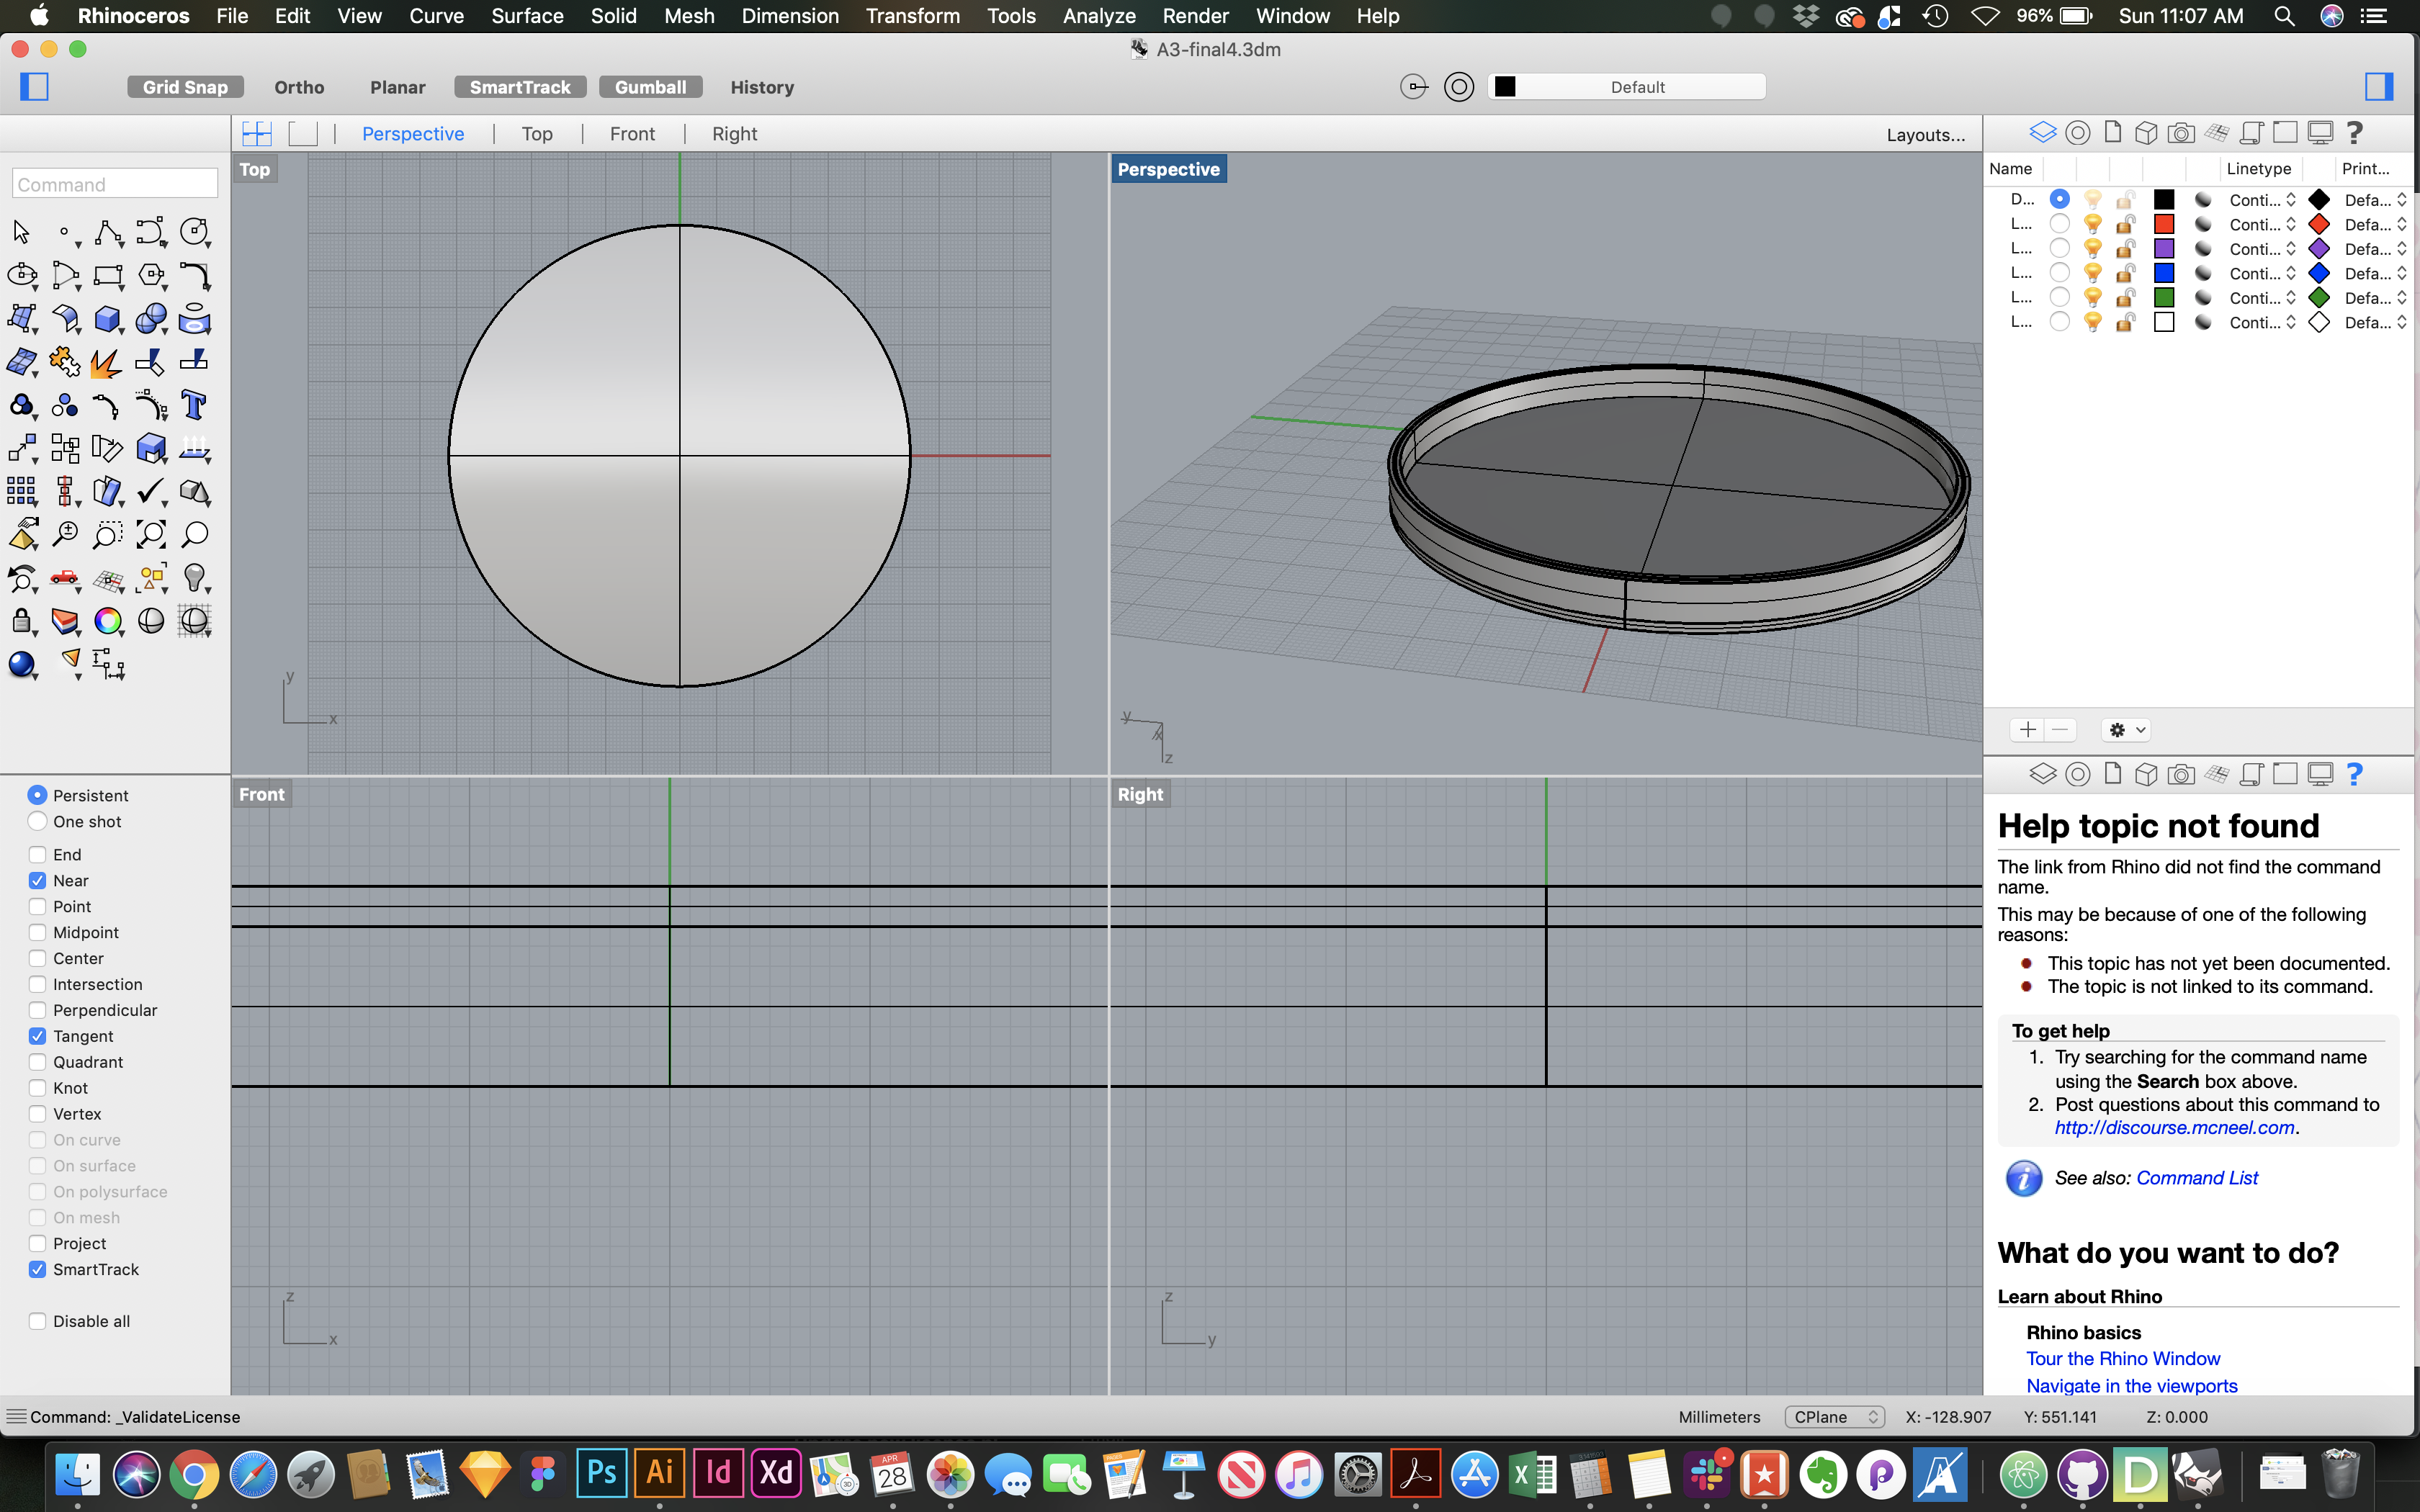 Rhinoceros File Edit View Curve Surface Solid Mesh Dimension Transform Tools Analyze Render Window Help 96% Sun 11:07 AM
A3-final4.3dm
Grid Snap Ortho Planar SmartTrack Gumball History Default
Perspective Top Front Right Layouts...
Command
Top
y
x
Perspective
y
x
z
Front
z
x
Right
z
y
Persistent
One shot
End
Near
Point
Midpoint
Center
Intersection
Perpendicular
Tangent
Quadrant
Knot
Vertex
On curve
On surface
On polysurface
On mesh
Project
SmartTrack
Disable all
Name Linetype Print...
D... Conti... Defa...
L... Conti... Defa...
L... Conti... Defa...
L... Conti... Defa...
L... Conti... Defa...
L... Conti... Defa...
Help topic not found
The link from Rhino did not find the command
name.
This may be because of one of the following
reasons:
This topic has not yet been documented.
The topic is not linked to its command.
To get help
1. Try searching for the command name
using the Search box above.
2. Post questions about this command to
http://discourse.mcneel.com.
See also: Command List
What do you want to do?
Learn about Rhino
Rhino basics
Tour the Rhino Window
Navigate in the viewports
Command: _ValidateLicense Millimeters CPlane X: -128.907 Y: 551.141 Z: 0.000
Ps Ai Id Xd APR 28 D